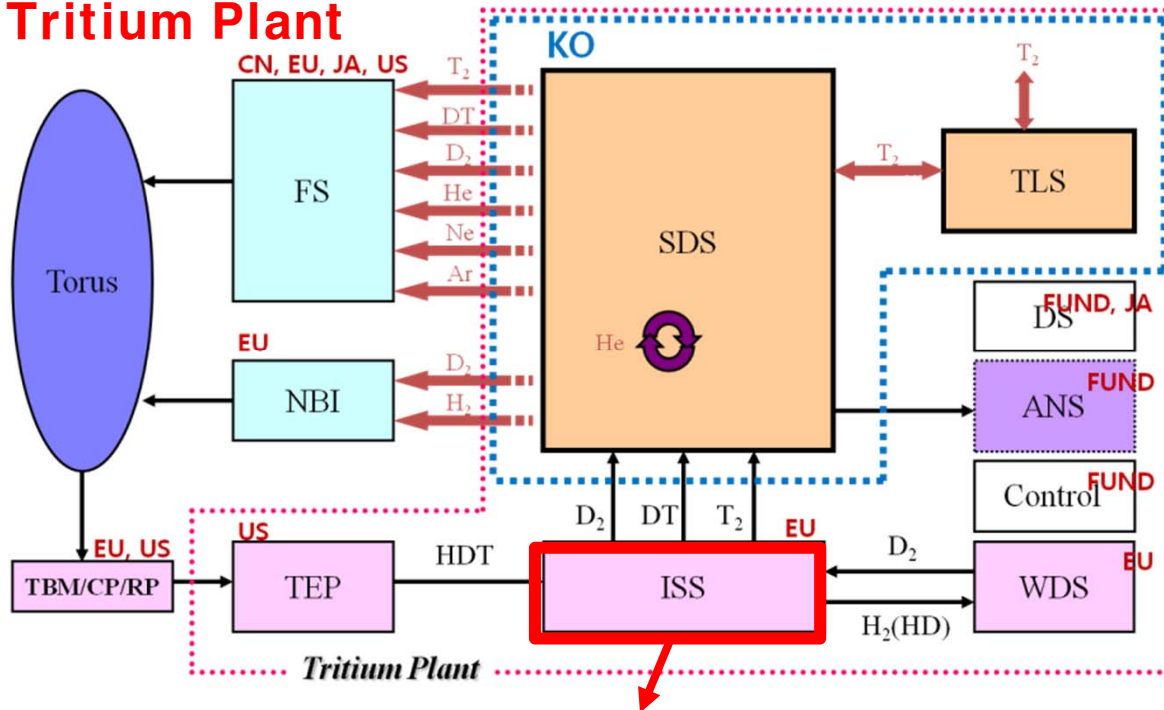 Tritium Plant
KO
CN, EU, JA, US
T₂
DT
D₂
He
Ne
Ar
FS
Torus
SDS
He
T₂
T₂
TLS
FUND, JA
DS
EU
D₂
H₂
NBI
FUND
ANS
FUND
Control
D₂
DT
T₂
EU
EU, US
TBM/CP/RP
US
TEP
HDT
ISS
D₂
H₂(HD)
EU
WDS
Tritium Plant